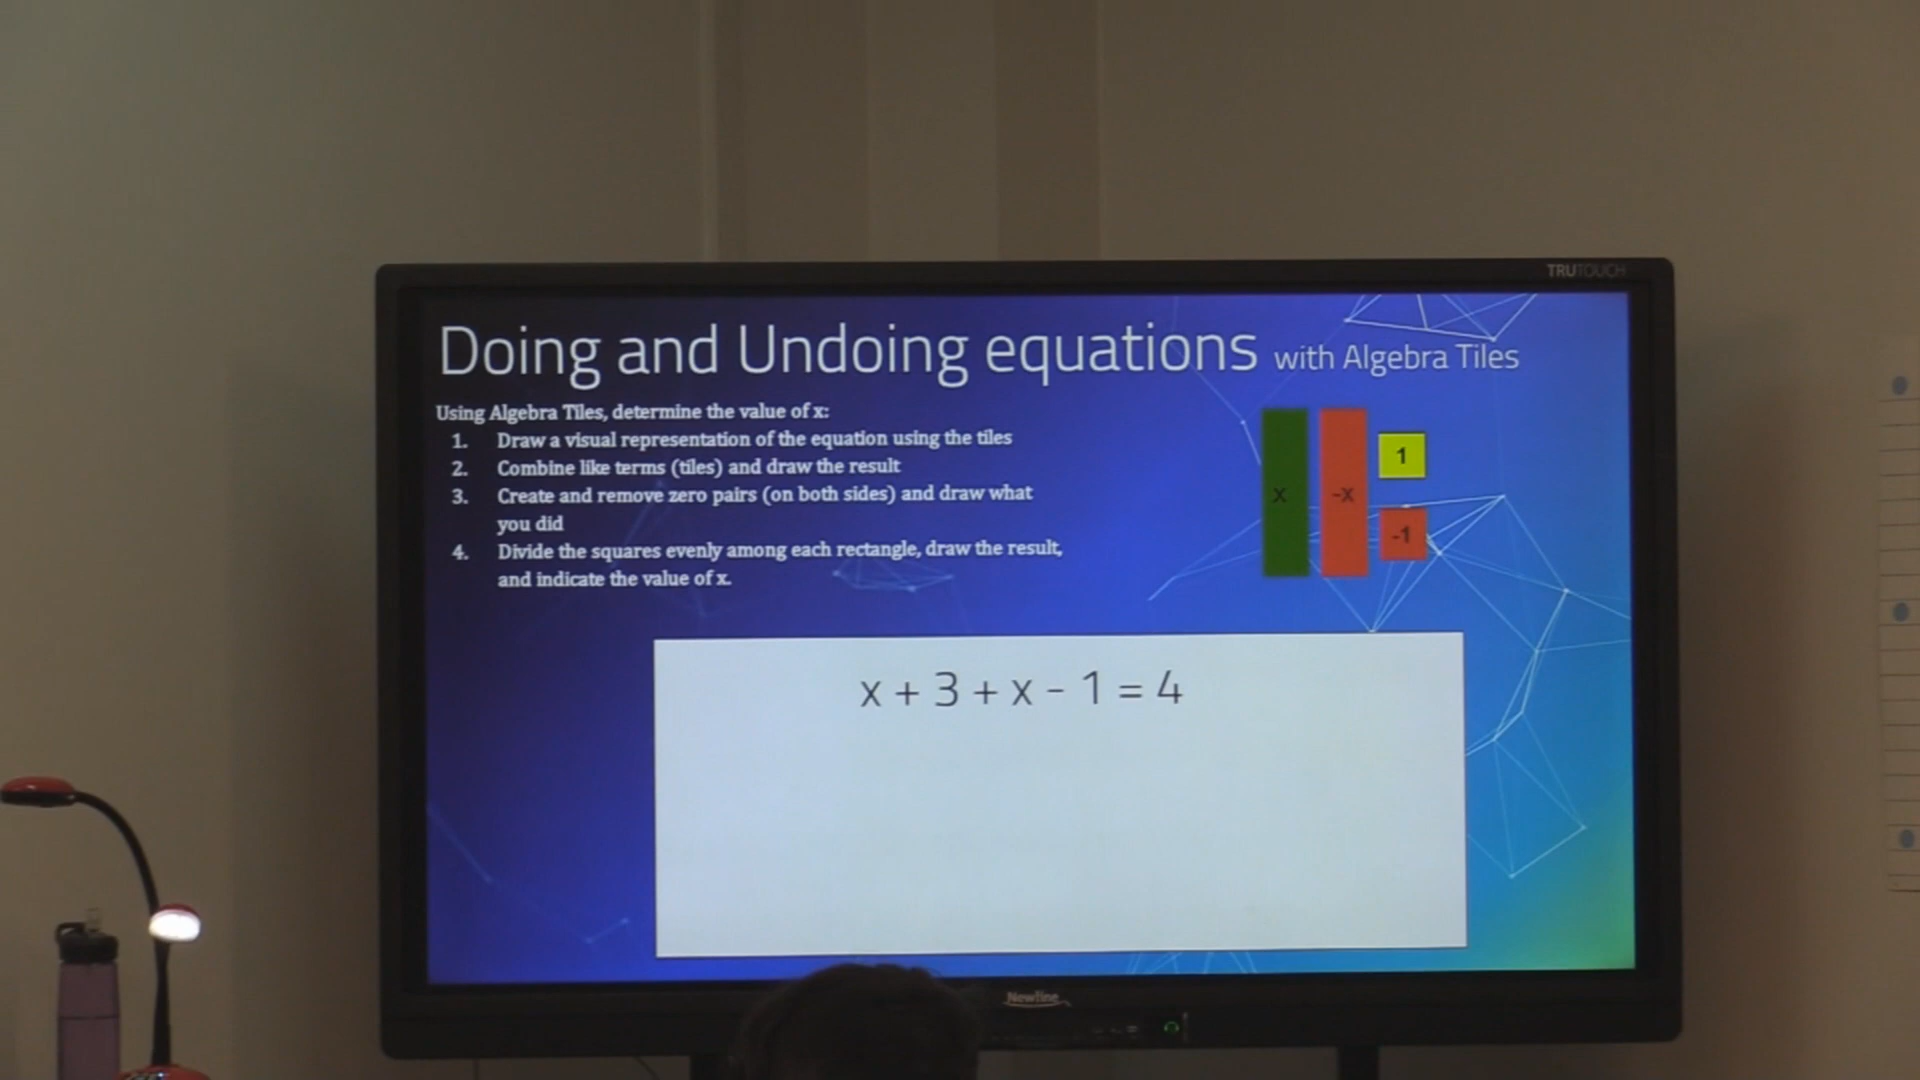 TRUTOUCH
Doing and Undoing equations with Algebra Tiles
Using Algebra Tiles, determine the value of x:
1. Draw a visual representation of the equation using the tiles
2. Combine like terms (tiles) and draw the result
3. Create and remove zero pairs (on both sides) and draw what
you did
4. Divide the squares evenly among each rectangle, draw the result,
and indicate the value of x.
x
-x
1
-1
x + 3 + x - 1 = 4
Newline